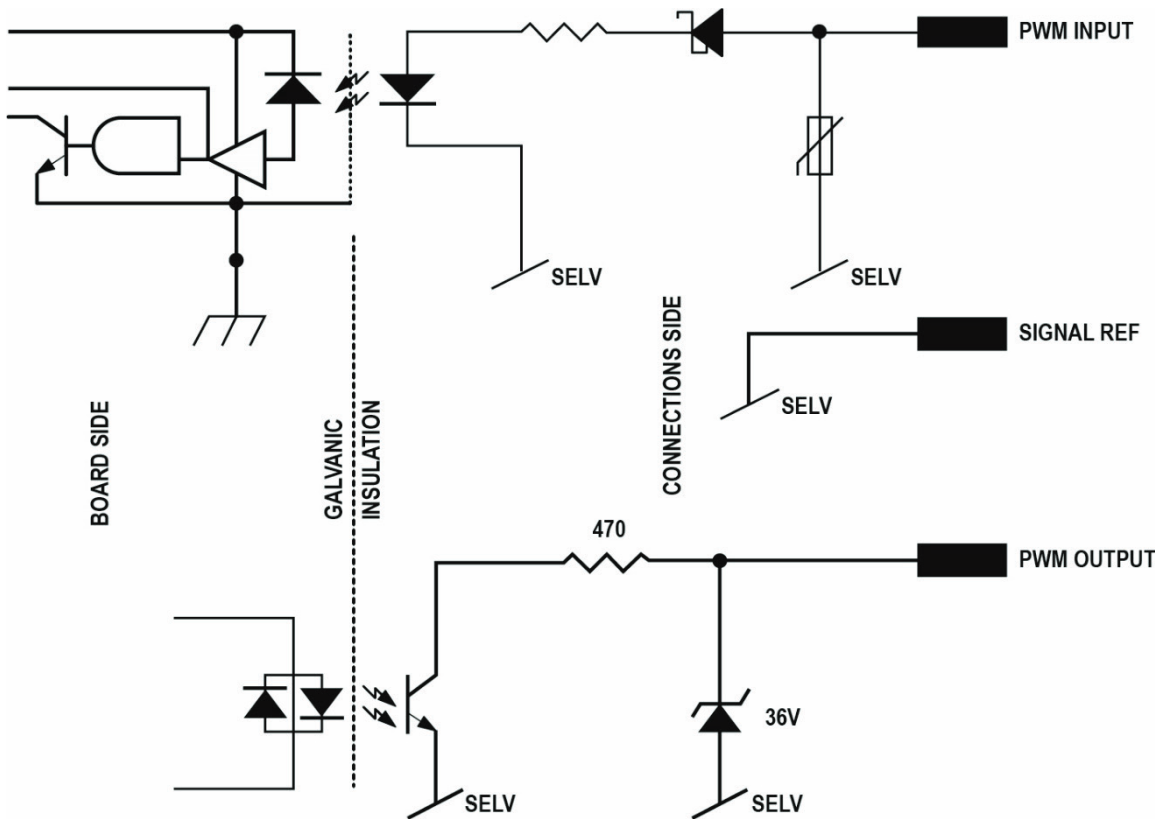 PWM INPUT
SELV
SELV
SIGNAL REF
SELV
BOARD SIDE
GALVANIC
INSULATION
CONNECTIONS SIDE
470
PWM OUTPUT
36V
SELV
SELV